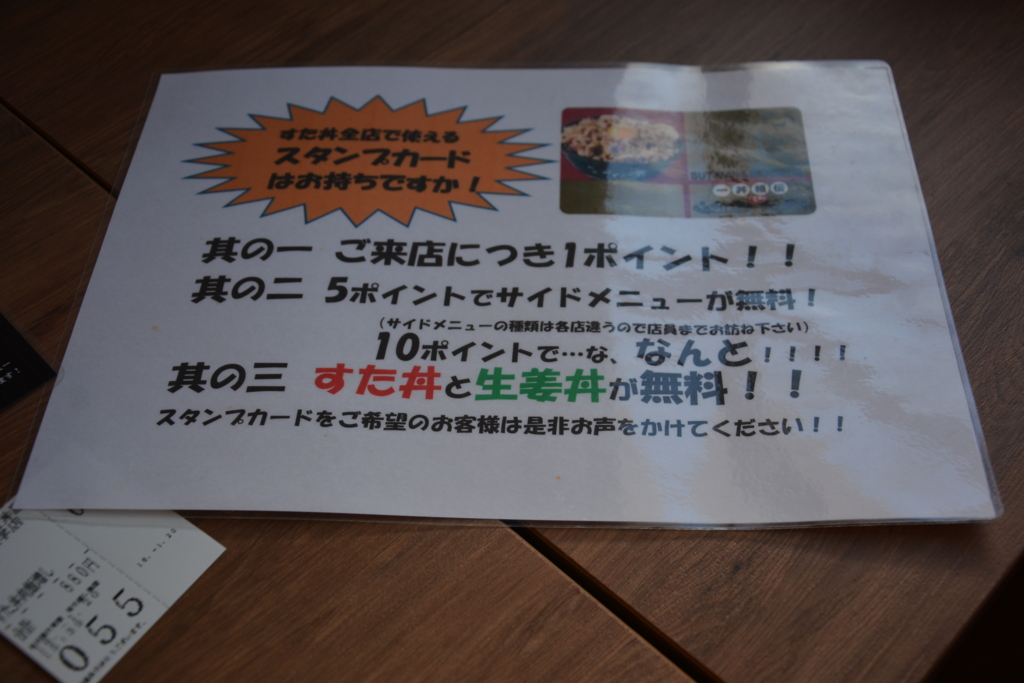 すた丼全店で使える
スタンプカード
はお持ちですか！
一丼雄伝
其の一 ご来店につき1ポイント！！
其の二 5ポイントでサイドメニューが無料！
（サイドメニューの種類は各店違うので店員までお訪ね下さい）
10ポイントで…な、なんと！！！！
其の三 すた丼と生姜丼が無料！！
スタンプカードをご希望のお客様は是非お声をかけてください！！
055